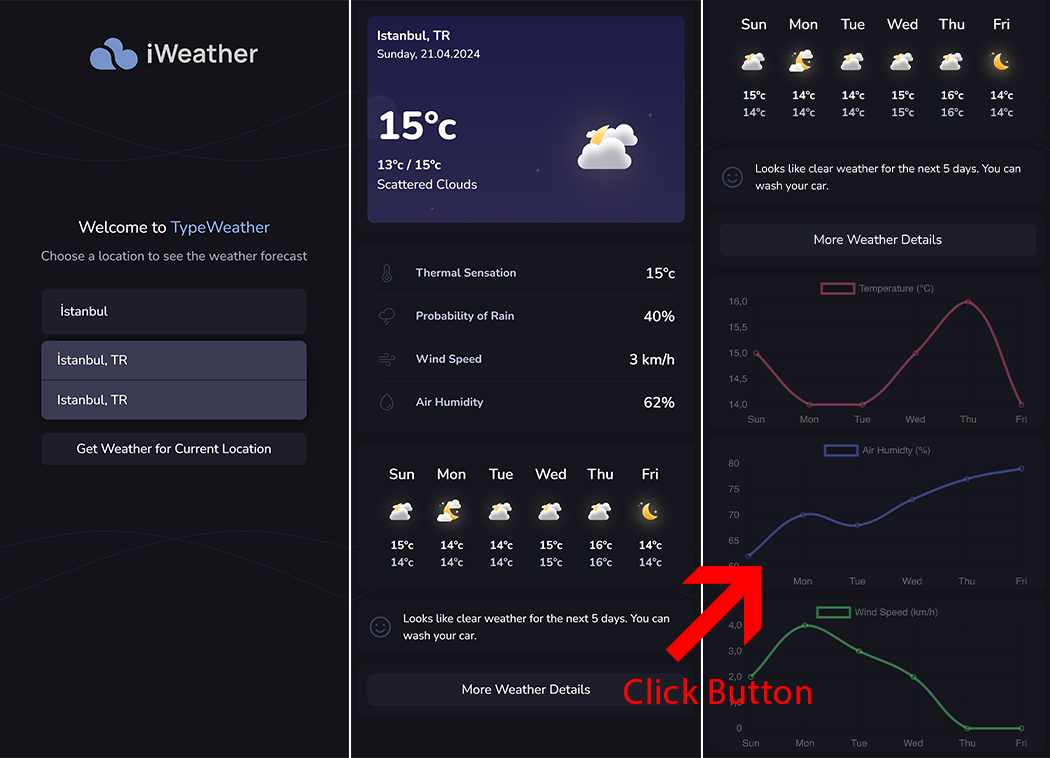 iWeather
Welcome to TypeWeather
Choose a location to see the weather forecast
İstanbul
İstanbul, TR
Istanbul, TR
Get Weather for Current Location
Istanbul, TR
Sunday, 21.04.2024
15°c
13°c / 15°c
Scattered Clouds
Thermal Sensation 15°c
Probability of Rain 40%
Wind Speed 3 km/h
Air Humidity 62%
Sun Mon Tue Wed Thu Fri
15°c 14°c 14°c 15°c 16°c 14°c
14°c 14°c 14°c 15°c 16°c 14°c
Looks like clear weather for the next 5 days. You can
wash your car.
More Weather Details
Click Button
Sun Mon Tue Wed Thu Fri
15°c 14°c 14°c 15°c 16°c 14°c
14°c 14°c 14°c 15°c 16°c 14°c
Looks like clear weather for the next 5 days. You can
wash your car.
More Weather Details
Temperature (°C)
16,0
15,5
15,0
14,5
14,0
Sun Mon Tue Wed Thu Fri
Air Humidty (%)
80
75
70
65
60
Mon Tue Wed Thu Fri
Wind Speed (km/h)
4,0
3,0
2,0
1,0
0
Sun Mon Tue Wed Thu Fri